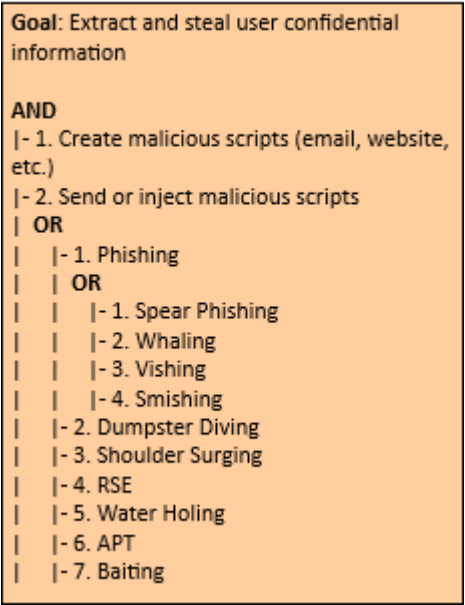 Goal: Extract and steal user confidential
information
AND
|- 1. Create malicious scripts (email, website,
etc.)
|- 2. Send or inject malicious scripts
| OR
| |- 1. Phishing
| | OR
| | |- 1. Spear Phishing
| | |- 2. Whaling
| | |- 3. Vishing
| | |- 4. Smishing
| |- 2. Dumpster Diving
| |- 3. Shoulder Surging
| |- 4. RSE
| |- 5. Water Holing
| |- 6. APT
| |- 7. Baiting